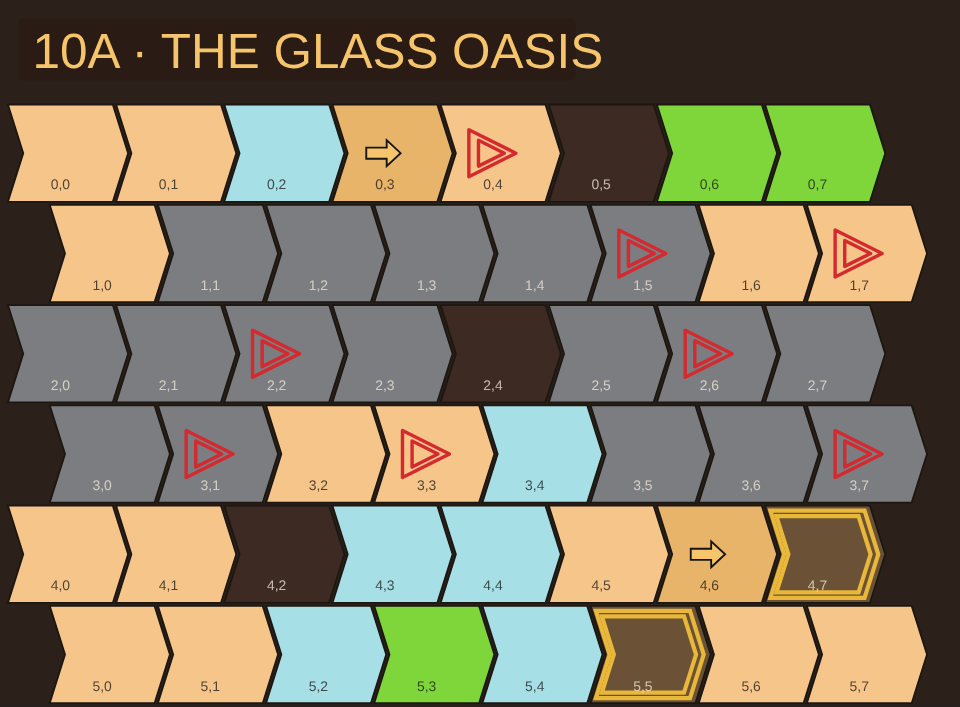 10A · THE GLASS OASIS
0,0 0,1 0,2 0,3 0,4 0,5 0,6 0,7
1,0 1,1 1,2 1,3 1,4 1,5 1,6 1,7
2,0 2,1 2,2 2,3 2,4 2,5 2,6 2,7
3,0 3,1 3,2 3,3 3,4 3,5 3,6 3,7
4,0 4,1 4,2 4,3 4,4 4,5 4,6 4,7
5,0 5,1 5,2 5,3 5,4 5,5 5,6 5,7